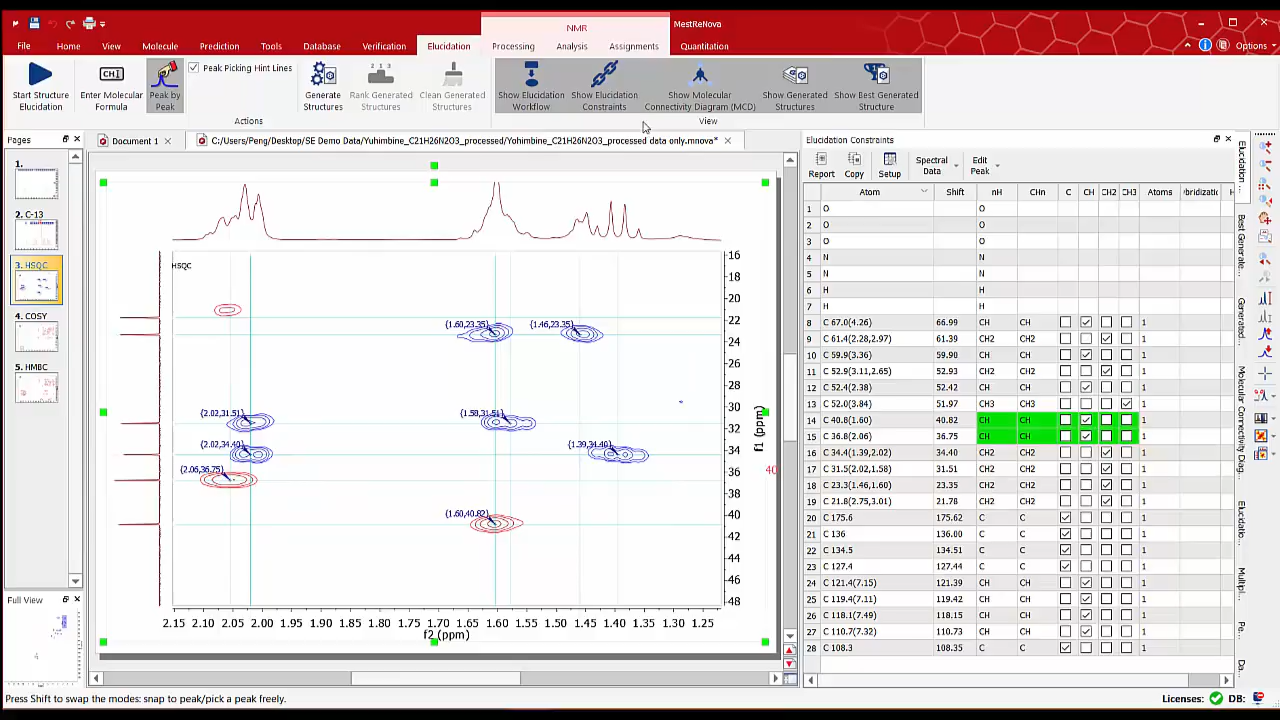 NMR
MestReNova
File Home View Molecule Prediction Tools Database Verification Elucidation Processing Analysis Assignments Quantitation
Options
Start Structure Elucidation
CHI
Enter Molecular Formula
Peak by Peak
Peak Picking Hint Lines
Generate Structures
Rank Generated Structures
Clean Generated Structures
Show Elucidation Workflow
Show Elucidation Constraints
Show Molecular Connectivity Diagram (MCD)
Show Generated Structures
Show Best Generated Structure
Actions
View
Pages
Document 1
C:/Users/Peng/Desktop/SE Demo Data/Yuhimbine_C21H26N2O3_processed/Yohimbine_C21H26N2O3_processed data only.mnova*
1.
2. C-13
3. HSQC
4. COSY
5. HMBC
Full View
HSQC
{1.60,23.35}
{1.46,23.35}
{2.02,31.51}
{1.58,31.51}
{2.02,34.40}
{1.39,34.40}
{2.06,36.75}
{1.60,40.82}
16
18
20
22
24
26
28
30
32
34
36
38
40
42
44
46
48
f1 (ppm)
40
2.15 2.10 2.05 2.00 1.95 1.90 1.85 1.80 1.75 1.70 1.65 1.60 1.55 1.50 1.45 1.40 1.35 1.30 1.25
f2 (ppm)
Elucidation Constraints
Report Copy Setup
Spectral Data
Edit Peak
Atom Shift nH CHn C CH CH2 CH3 Atoms ybridizatic H
1 O O
2 O O
3 O O
4 N N
5 N N
6 H H
7 H H
8 C 67.0(4.26) 66.99 CH CH 1
9 C 61.4(2.28,2.97) 61.39 CH2 CH2 1
10 C 59.9(3.36) 59.90 CH CH 1
11 C 52.9(3.11,2.65) 52.93 CH2 CH2 1
12 C 52.4(2.38) 52.42 CH CH 1
13 C 52.0(3.84) 51.97 CH3 CH3 1
14 C 40.8(1.60) 40.82 CH CH 1
15 C 36.8(2.06) 36.75 CH CH 1
16 C 34.4(1.39,2.02) 34.40 CH2 CH2 1
17 C 31.5(2.02,1.58) 31.51 CH2 CH2 1
18 C 23.3(1.46,1.60) 23.35 CH2 CH2 1
19 C 21.8(2.75,3.01) 21.78 CH2 CH2 1
20 C 175.6 175.62 C C 1
21 C 136 136.00 C C 1
22 C 134.5 134.51 C C 1
23 C 127.4 127.44 C C 1
24 C 121.4(7.15) 121.39 CH CH 1
25 C 119.4(7.11) 119.42 CH CH 1
26 C 118.1(7.49) 118.15 CH CH 1
27 C 110.7(7.32) 110.73 CH CH 1
28 C 108.3 108.35 C C 1
Elucidation ...
Best Generate...
Generated...
Molecular Connectivity Diag...
Elucidatio...
Multipl...
Pe...
Da...
Press Shift to swap the modes: snap to peak/pick a peak freely.
Licenses: DB: